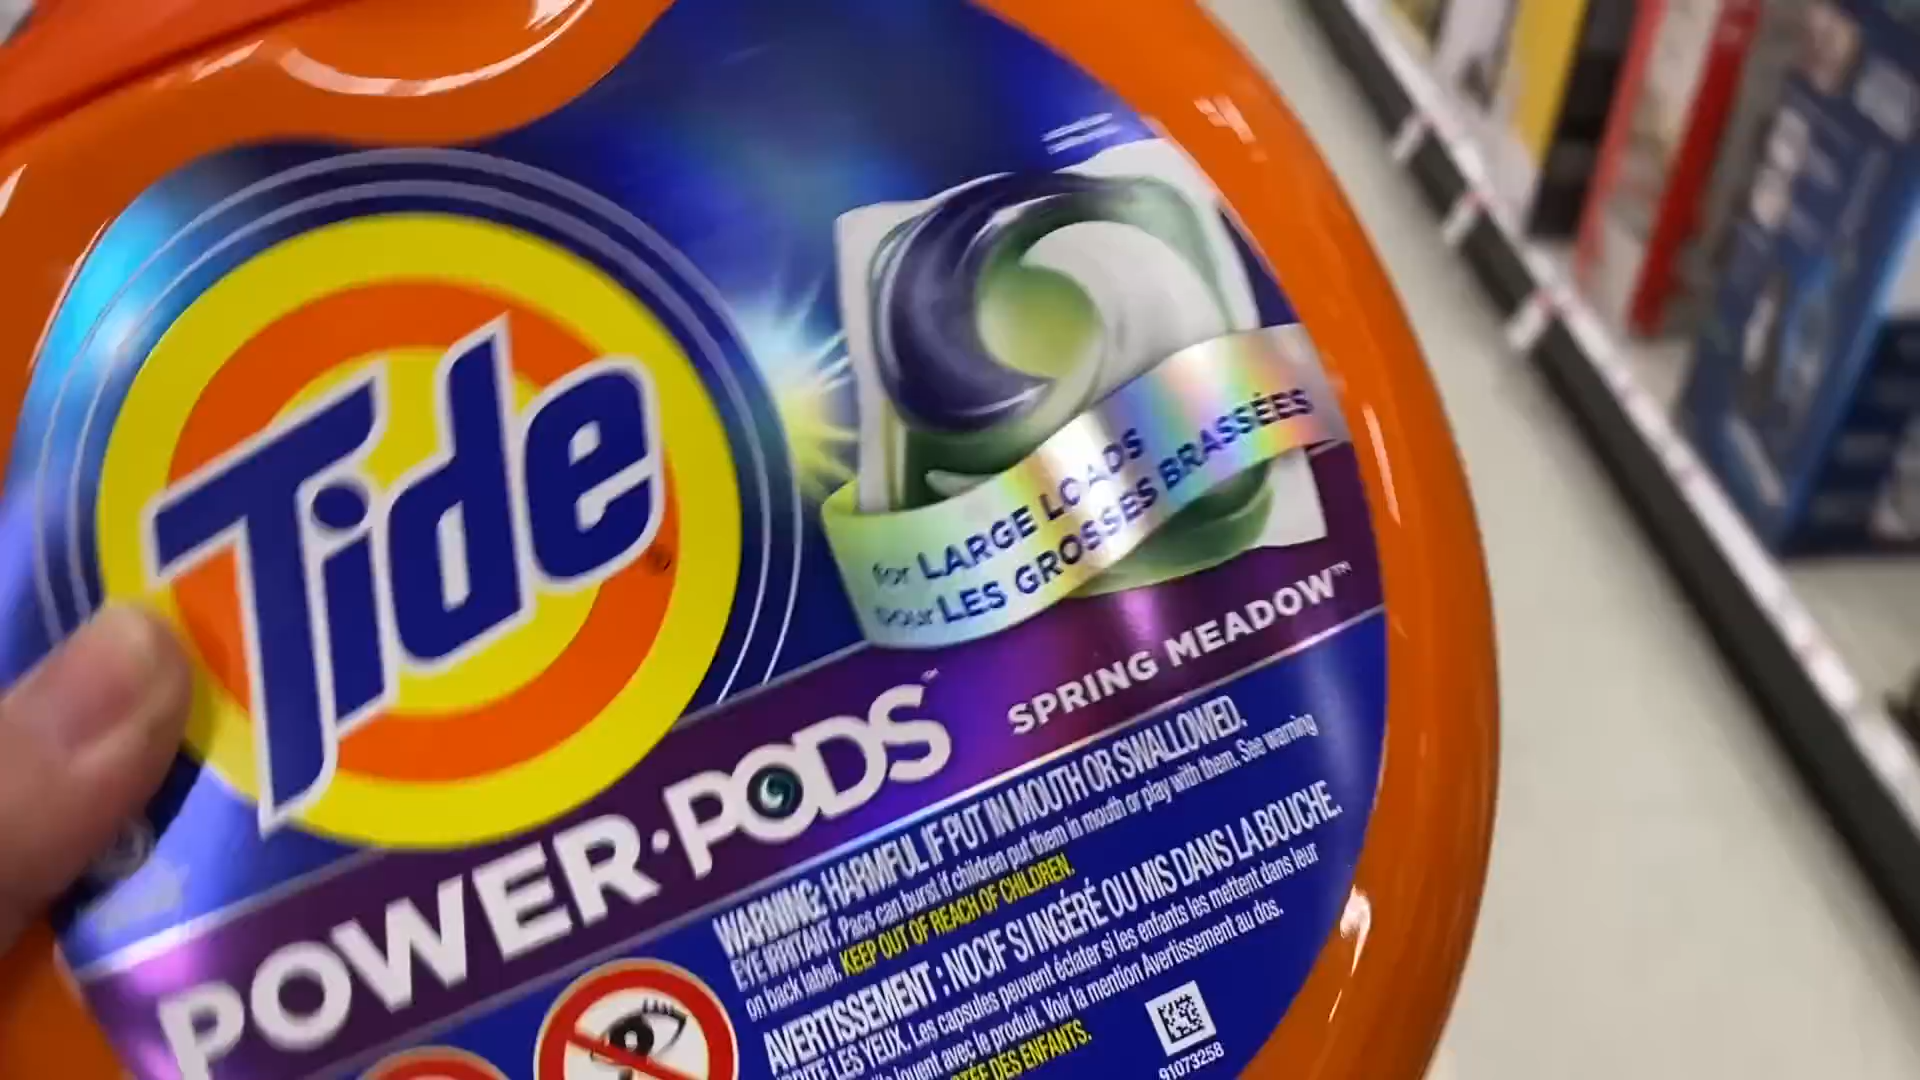 Tide
for LARGE LOADS
pour LES GROSSES BRASSÉES
POWER·PODS™
SPRING MEADOW™
WARNING: HARMFUL IF PUT IN MOUTH OR SWALLOWED.
EYE IRRITANT. Pacs can burst if children put them in mouth or play with them. See warning
on back label. KEEP OUT OF REACH OF CHILDREN.
AVERTISSEMENT : NOCIF SI INGÉRÉ OU MIS DANS LA BOUCHE.
LES YEUX. Les capsules peuvent éclater si les enfants les mettent dans leur
jouent avec le produit. Voir la mention Avertissement au dos.
DES ENFANTS.
91073258